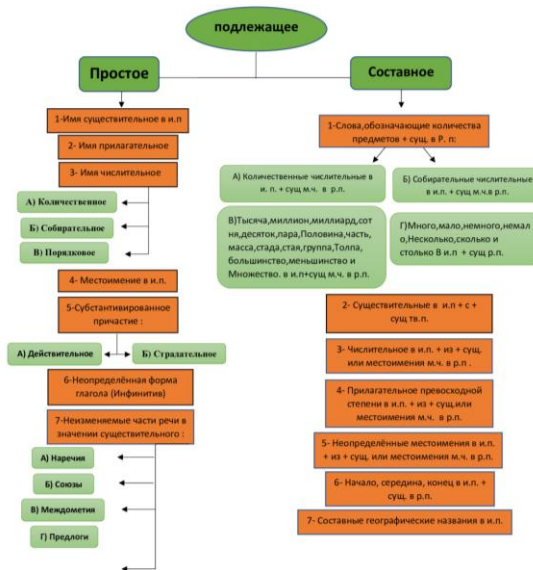 подлежащее
Простое
1-Имя существительное в и.п
2- Имя прилагательное
3- Имя числительное
А) Количественное
Б) Собирательное
В) Порядковое
4- Местоимение в и.п.
5-Субстантивированное
причастие :
А) Действительное
Б) Страдательное
6-Неопределённая форма
глагола (Инфинитив)
7-Неизменяемые части речи в
значении существительного :
А) Наречия
Б) Союзы
В) Междометия
Г) Предлоги
Составное
1-Слова,обозначающие количества
предметов + сущ. в Р. п:
А) Количественные числительные в
и. п. + сущ м.ч. в р.п.
Б) Собирательные числительные
в и.п. + сущ м.ч.в р.п.
В)Тысяча,миллион,миллиард,сот
ня,десяток,пара,Половина,часть,
масса,стада,стая,группа,Толпа,
большинство,меньшинство и
Множество. в и.п+сущ м.ч. в р.п.
Г)Много,мало,немного,немал
о,Несколько,сколько и
столько В и.п + сущ р.п.
2- Существительные в и.п + с +
сущ тв.п.
3- Числительное в и.п. + из + сущ.
или местоимения м.ч. в р.п .
4- Прилагательное превосходной
степени в и.п. + из + сущ.или
местоимения м.ч. в р.п.
5- Неопределённые местоимения в и.п.
+ из + сущ. или местоимения м.ч. в р.п.
6- Начало, середина, конец в и.п. +
сущ. в р.п.
7- Составные географические названия в и.п.